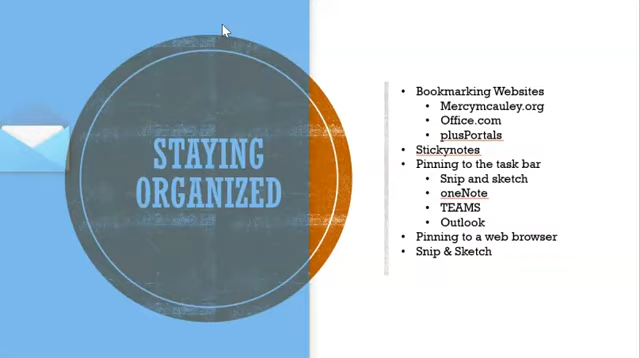 STAYING
ORGANIZED
• Bookmarking Websites
• Mercymcauley.org
• Office.com
• plusPortals
• Stickynotes
• Pinning to the task bar
• Snip and sketch
• oneNote
• TEAMS
• Outlook
• Pinning to a web browser
• Snip & Sketch